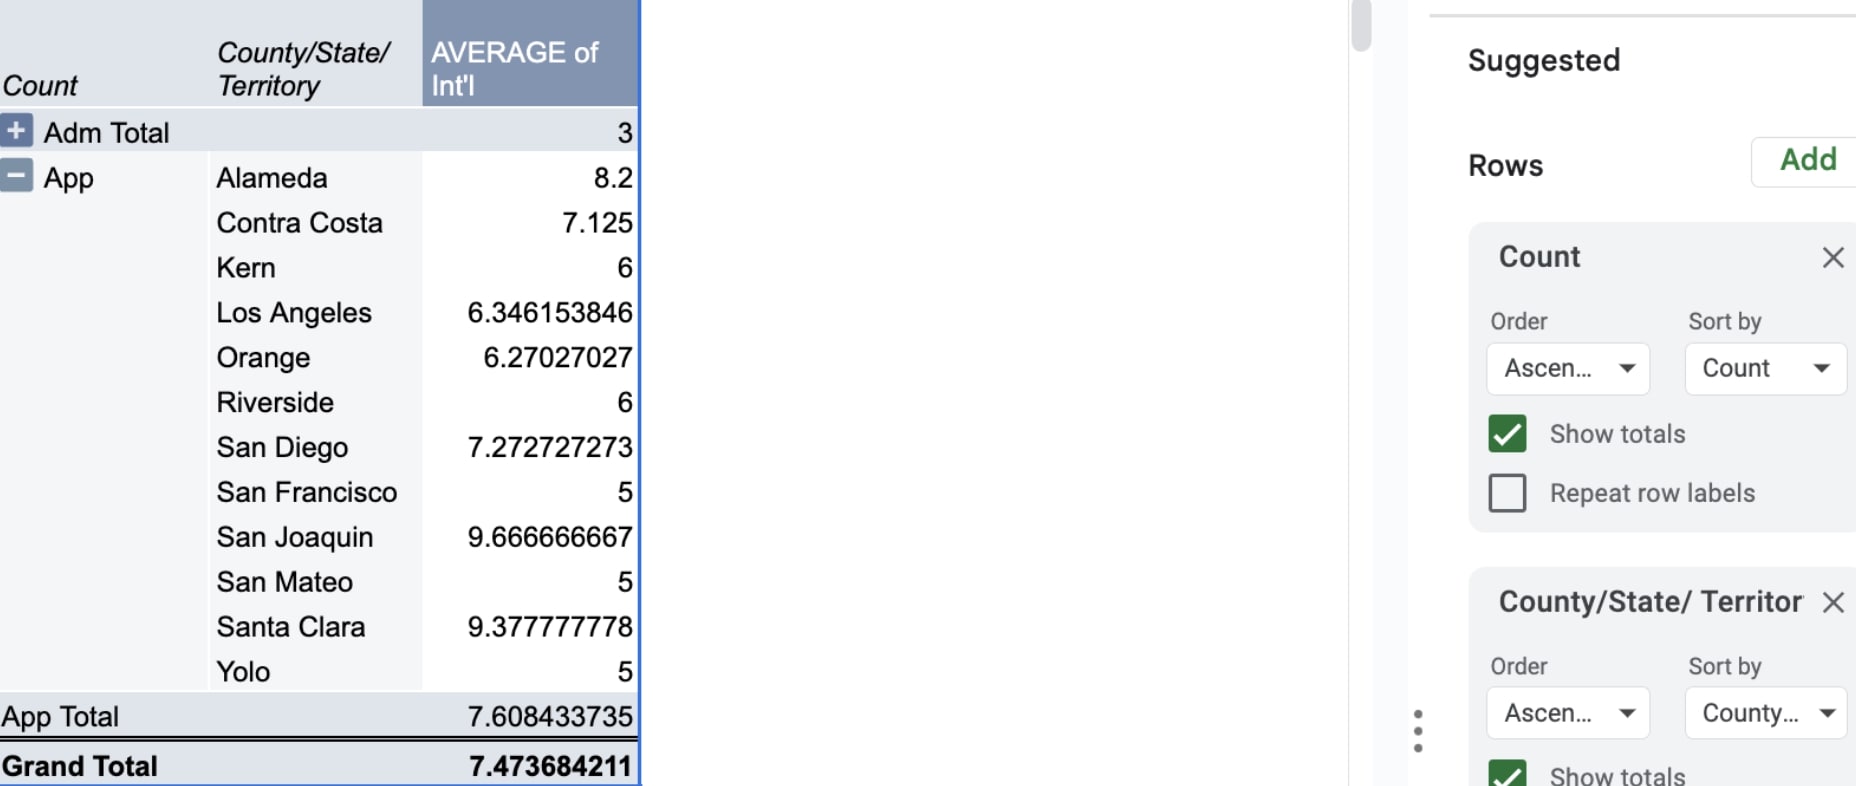 Count County/State/ Territory AVERAGE of Int'l
+ Adm Total 3
− App Alameda 8.2
Contra Costa 7.125
Kern 6
Los Angeles 6.346153846
Orange 6.27027027
Riverside 6
San Diego 7.272727273
San Francisco 5
San Joaquin 9.666666667
San Mateo 5
Santa Clara 9.377777778
Yolo 5
App Total 7.608433735
Grand Total 7.473684211
Suggested
Rows Add
Count
Order Sort by
Ascen... Count
Show totals
Repeat row labels
County/State/ Territor
Order Sort by
Ascen... County...
Show totals